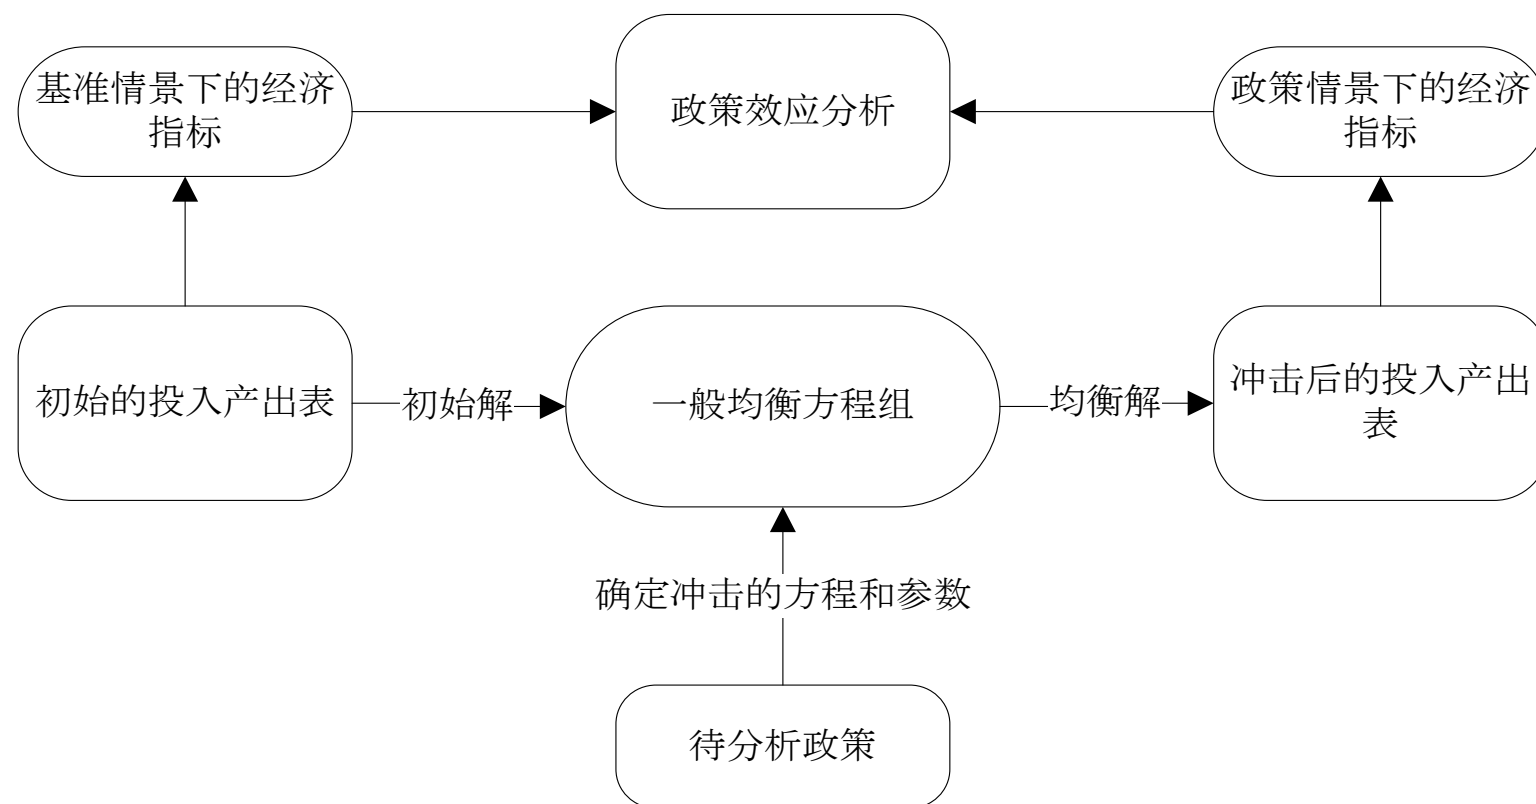 基准情景下的经济
指标
政策效应分析
政策情景下的经济
指标
初始的投入产出表
初始解
一般均衡方程组
均衡解
冲击后的投入产出
表
确定冲击的方程和参数
待分析政策